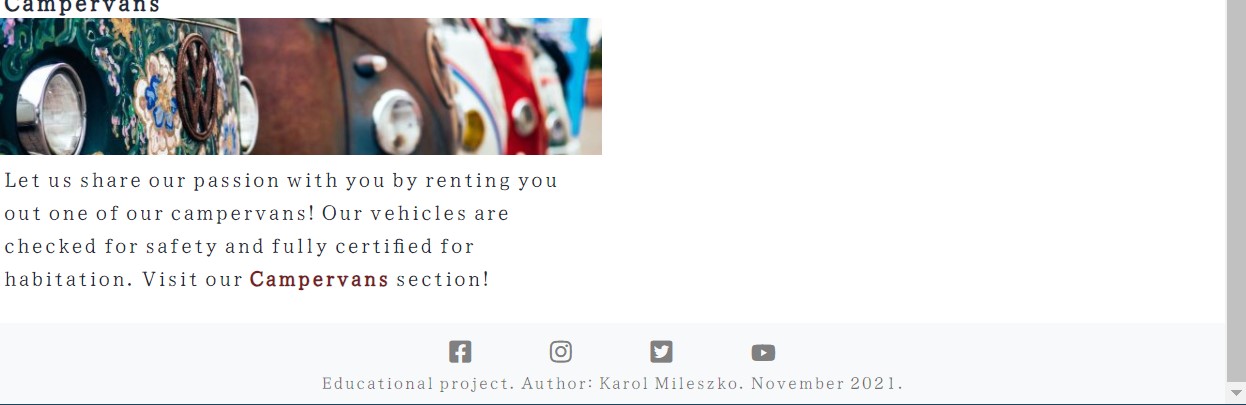 Campervans
Let us share our passion with you by renting you
out one of our campervans! Our vehicles are
checked for safety and fully certified for
habitation. Visit our Campervans section!
Educational project. Author: Karol Mileszko. November 2021.